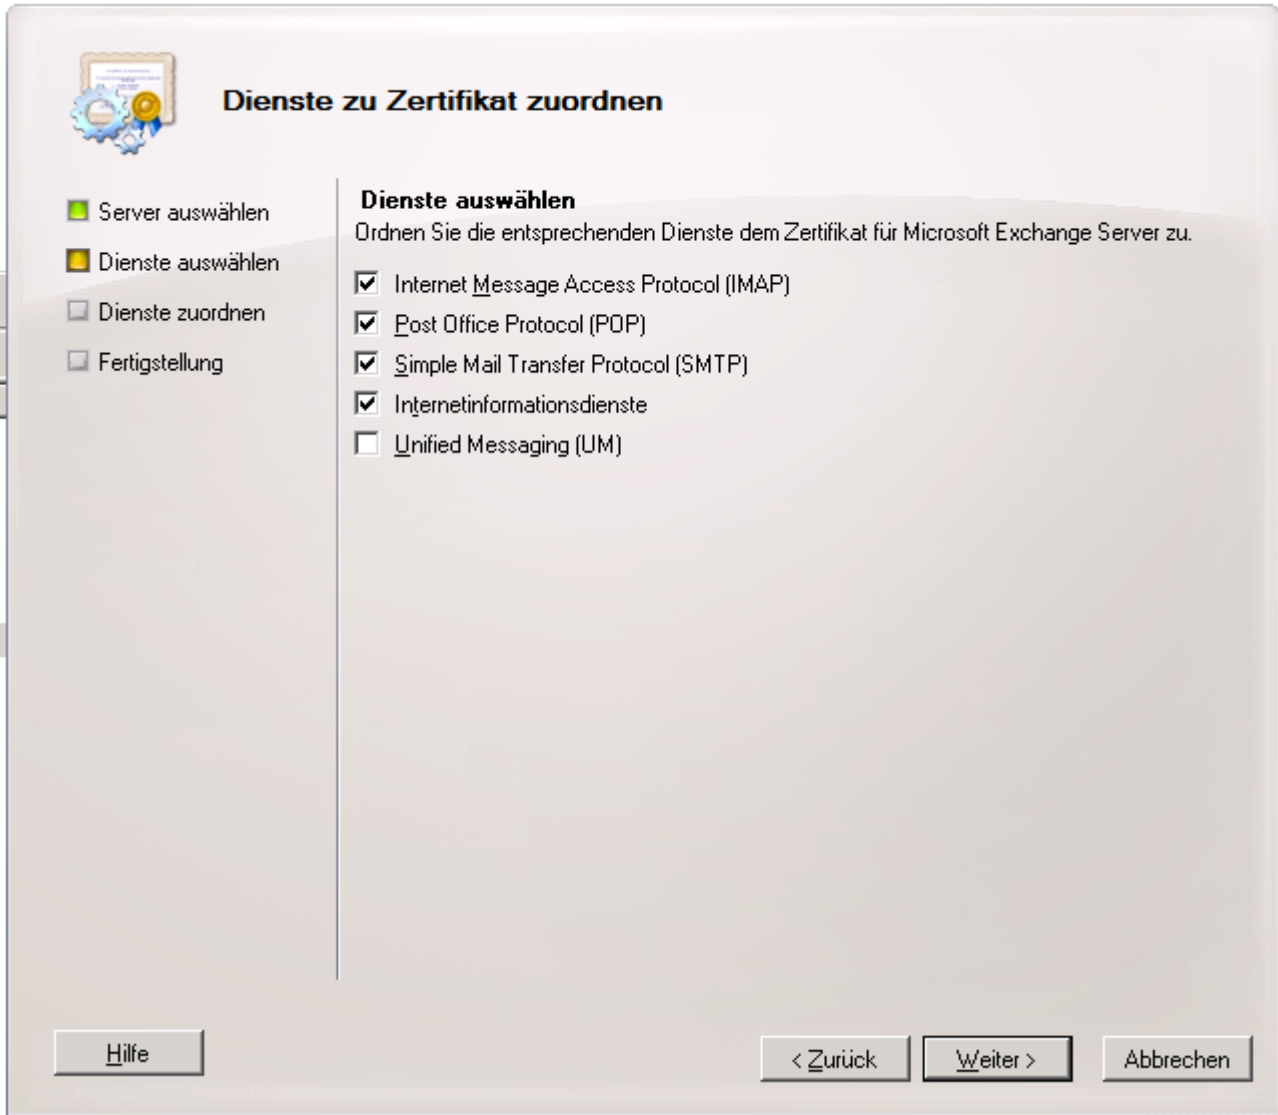 Dienste zu Zertifikat zuordnen
Server auswählen
Dienste auswählen
Dienste zuordnen
Fertigstellung
Dienste auswählen
Ordnen Sie die entsprechenden Dienste dem Zertifikat für Microsoft Exchange Server zu.
Internet Message Access Protocol (IMAP)
Post Office Protocol (POP)
Simple Mail Transfer Protocol (SMTP)
Internetinformationsdienste
Unified Messaging (UM)
Hilfe
< Zurück
Weiter >
Abbrechen